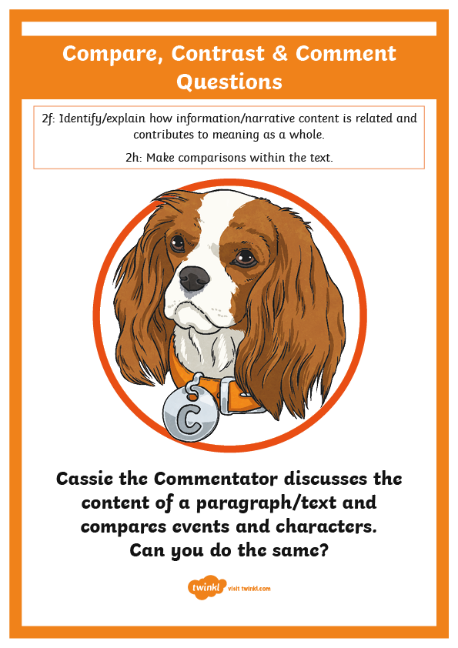 Compare, Contrast & Comment
Questions
2f: Identify/explain how information/narrative content is related and
contributes to meaning as a whole.
2h: Make comparisons within the text.
C
Cassie the Commentator discusses the
content of a paragraph/text and
compares events and characters.
Can you do the same?
twinkl visit twinkl.com